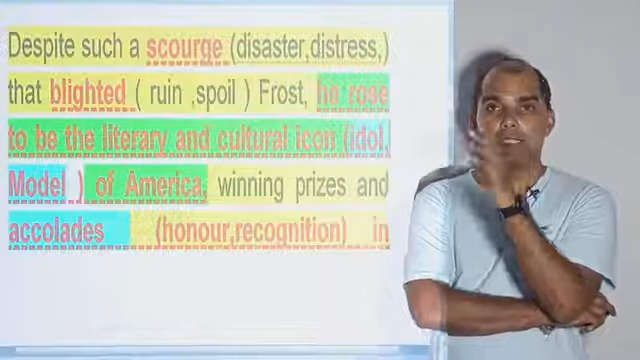 Despite such a scourge (disaster,distress,)
that blighted ( ruin ,spoil ) Frost, he rose
to be the literary and cultural icon (idol,
Model ) of America, winning prizes and
accolades (honour,recognition) in